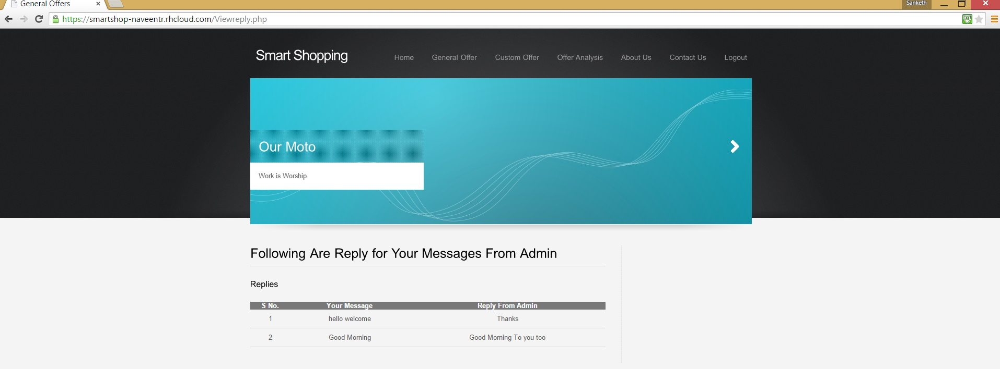 General Offers
Sanketh
https://smartshop-naveentr.rhcloud.com/Viewreply.php
Smart Shopping
Home General Offer Custom Offer Offer Analysis About Us Contact Us Logout
Our Moto
Work is Worship.
Following Are Reply for Your Messages From Admin
Replies
S No. Your Message Reply From Admin
1 hello welcome Thanks
2 Good Morning Good Morning To you too